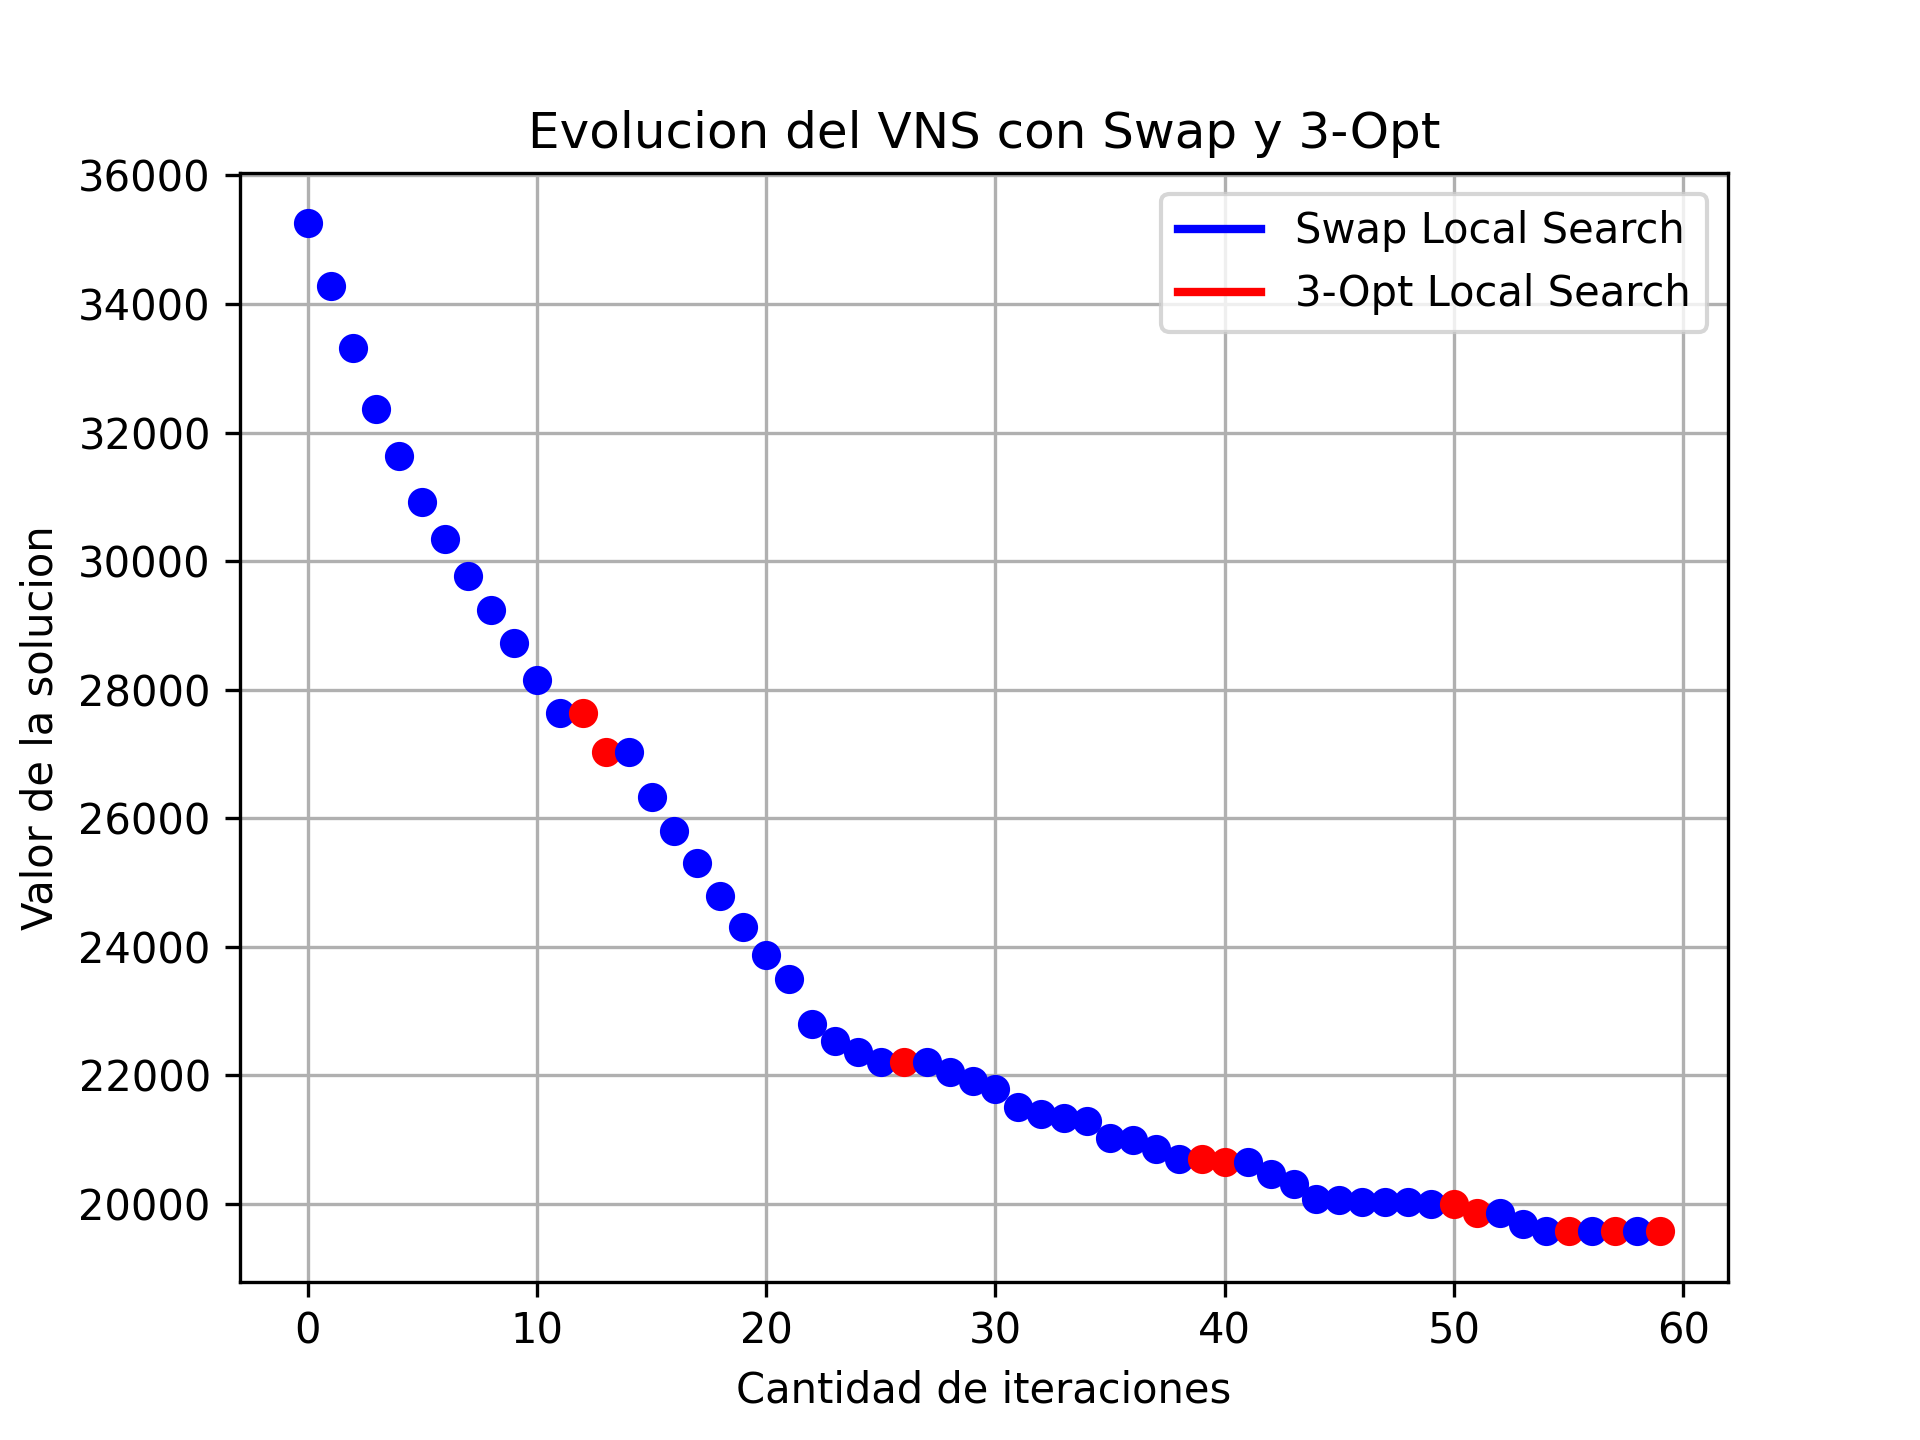 Evolucion del VNS con Swap y 3-Opt
Swap Local Search
3-Opt Local Search
Valor de la solucion
36000
34000
32000
30000
28000
26000
24000
22000
20000
0 10 20 30 40 50 60
Cantidad de iteraciones